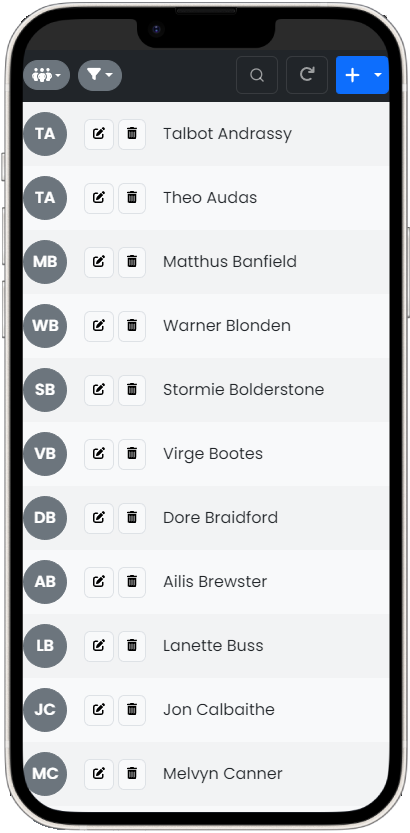 TA Talbot Andrassy
TA Theo Audas
MB Matthus Banfield
WB Warner Blonden
SB Stormie Bolderstone
VB Virge Bootes
DB Dore Braidford
AB Ailis Brewster
LB Lanette Buss
JC Jon Calbaithe
MC Melvyn Canner